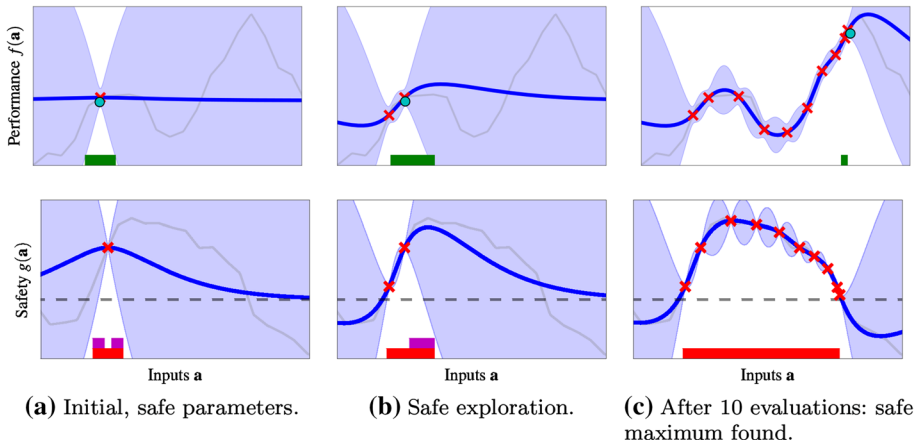 Performance f(a)
Safety g(a)
Inputs a
Inputs a
Inputs a
(a) Initial, safe parameters.
(b) Safe exploration.
(c) After 10 evaluations: safe
maximum found.